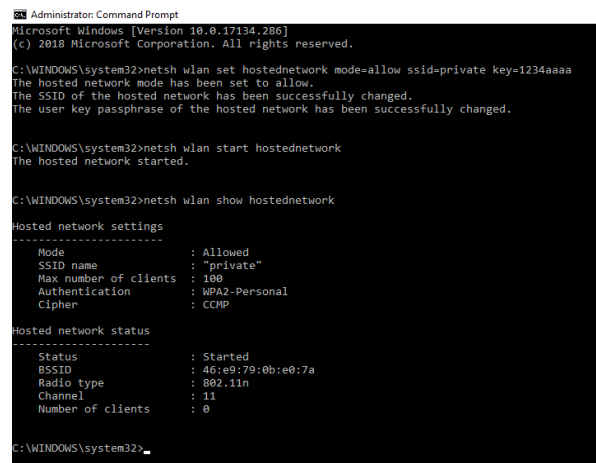 Administrator: Command Prompt
Microsoft Windows [Version 10.0.17134.286]
(c) 2018 Microsoft Corporation. All rights reserved.
C:\WINDOWS\system32>netsh wlan set hostednetwork mode=allow ssid=private key=1234aaaa
The hosted network mode has been set to allow.
The SSID of the hosted network has been successfully changed.
The user key passphrase of the hosted network has been successfully changed.
C:\WINDOWS\system32>netsh wlan start hostednetwork
The hosted network started.
C:\WINDOWS\system32>netsh wlan show hostednetwork
Hosted network settings
-----------------------
Mode : Allowed
SSID name : "private"
Max number of clients : 100
Authentication : WPA2-Personal
Cipher : CCMP
Hosted network status
---------------------
Status : Started
BSSID : 46:e9:79:0b:e0:7a
Radio type : 802.11n
Channel : 11
Number of clients : 0
C:\WINDOWS\system32>